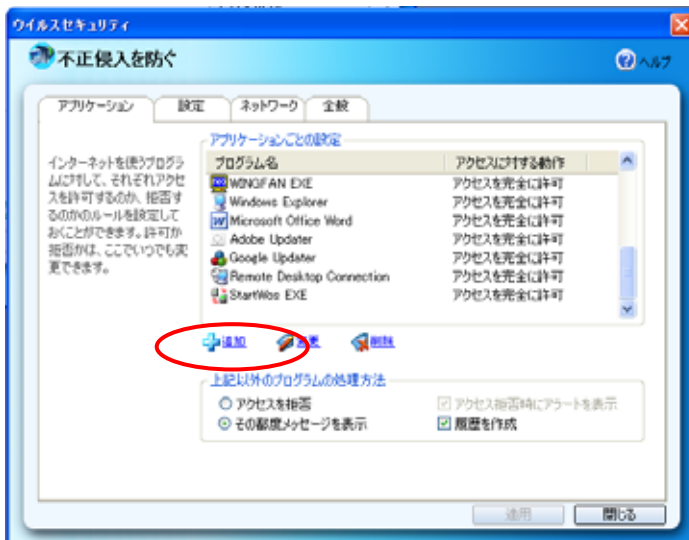 ウイルスセキュリティ
不正侵入を防ぐ
ヘルプ
アプリケーション 設定 ネットワーク 全般
インターネットを使うプログラ
ムに対して、それぞれアクセ
スを許可するのか、拒否す
るのかのルールを設定して
おくことができます。許可か
拒否かは、ここでいつでも変
更できます。
アプリケーションごとの設定
プログラム名 アクセスに対する動作
WINGFAN EXE アクセスを完全に許可
Windows Explorer アクセスを完全に許可
Microsoft Office Word アクセスを完全に許可
Adobe Updater アクセスを完全に許可
Google Updater アクセスを完全に許可
Remote Desktop Connection アクセスを完全に許可
StartWos EXE アクセスを完全に許可
追加 変更 削除
上記以外のプログラムの処理方法
アクセスを拒否 アクセス拒否時にアラートを表示
その都度メッセージを表示 履歴を作成
適用 閉じる